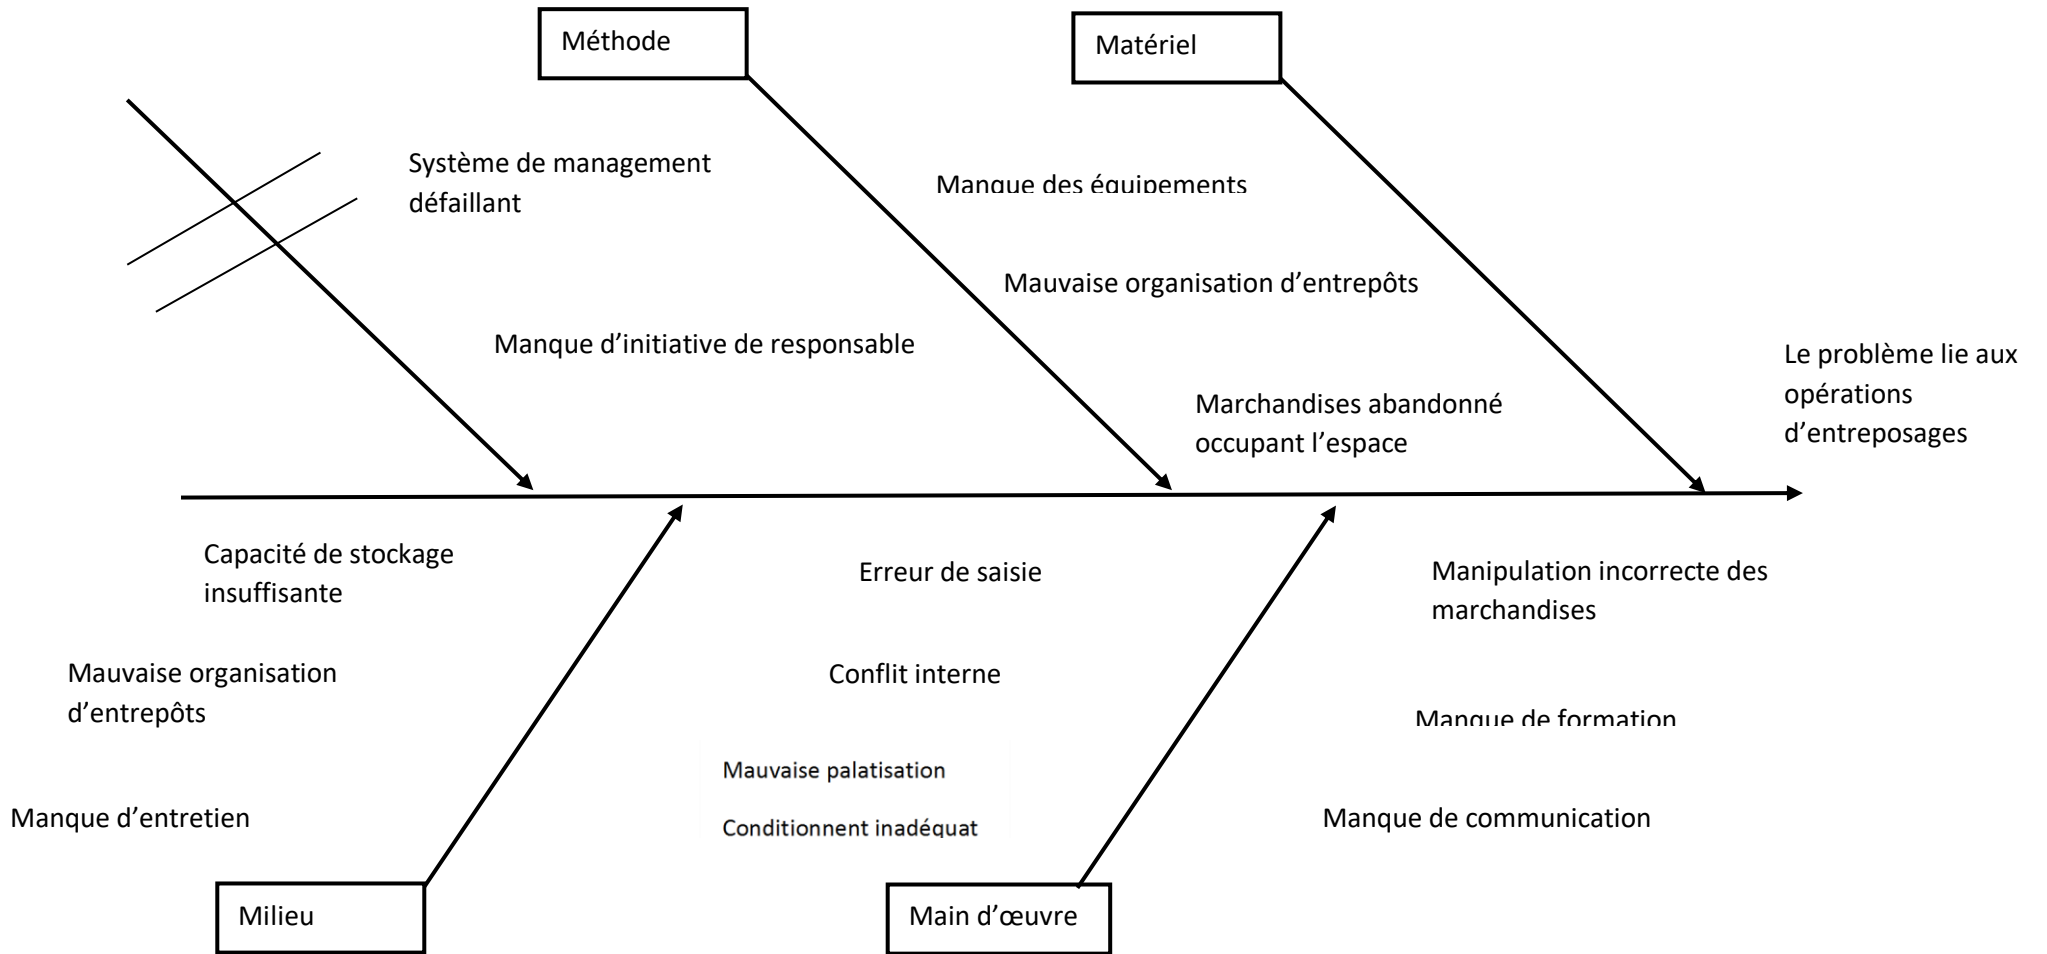 Méthode
Matériel
Système de management
défaillant
Manque des équipements
Mauvaise organisation d’entrepôts
Manque d’initiative de responsable
Le problème lie aux
opérations
d’entreposages
Marchandises abandonné
occupant l’espace
Capacité de stockage
insuffisante
Erreur de saisie
Manipulation incorrecte des
marchandises
Mauvaise organisation
d’entrepôts
Conflit interne
Manque de formation
Mauvaise palatisation
Manque d’entretien
Conditionnent inadéquat
Manque de communication
Milieu
Main d’œuvre